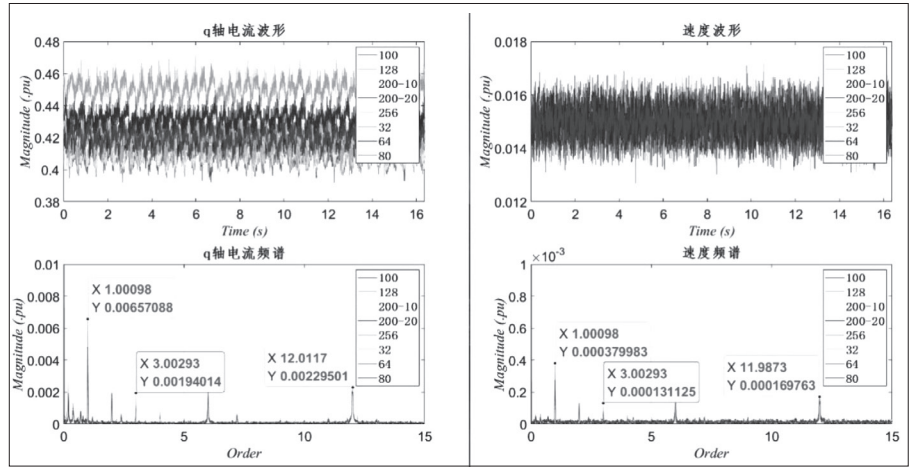 q轴电流波形
0.48
0.46
0.44
0.42
0.4
0.38
Magnitude (.pu)
0 2 4 6 8 10 12 14 16
Time (s)
100
128
200-10
200-20
256
32
64
80
速度波形
0.018
0.016
0.014
0.012
Magnitude (.pu)
0 2 4 6 8 10 12 14 16
Time (s)
100
128
200-10
200-20
256
32
64
80
q轴电流频谱
0.01
0.008
0.006
0.004
0.002
0
Magnitude (.pu)
X 1.00098
Y 0.00657088
X 3.00293
Y 0.00194014
X 12.0117
Y 0.00229501
0 5 10 15
Order
100
128
200-10
200-20
256
32
64
80
速度频谱
×10-3
1
0.8
0.6
0.4
0.2
0
Magnitude (.pu)
X 1.00098
Y 0.000379983
X 3.00293
Y 0.000131125
X 11.9873
Y 0.000169763
0 5 10 15
Order
100
128
200-10
200-20
256
32
64
80